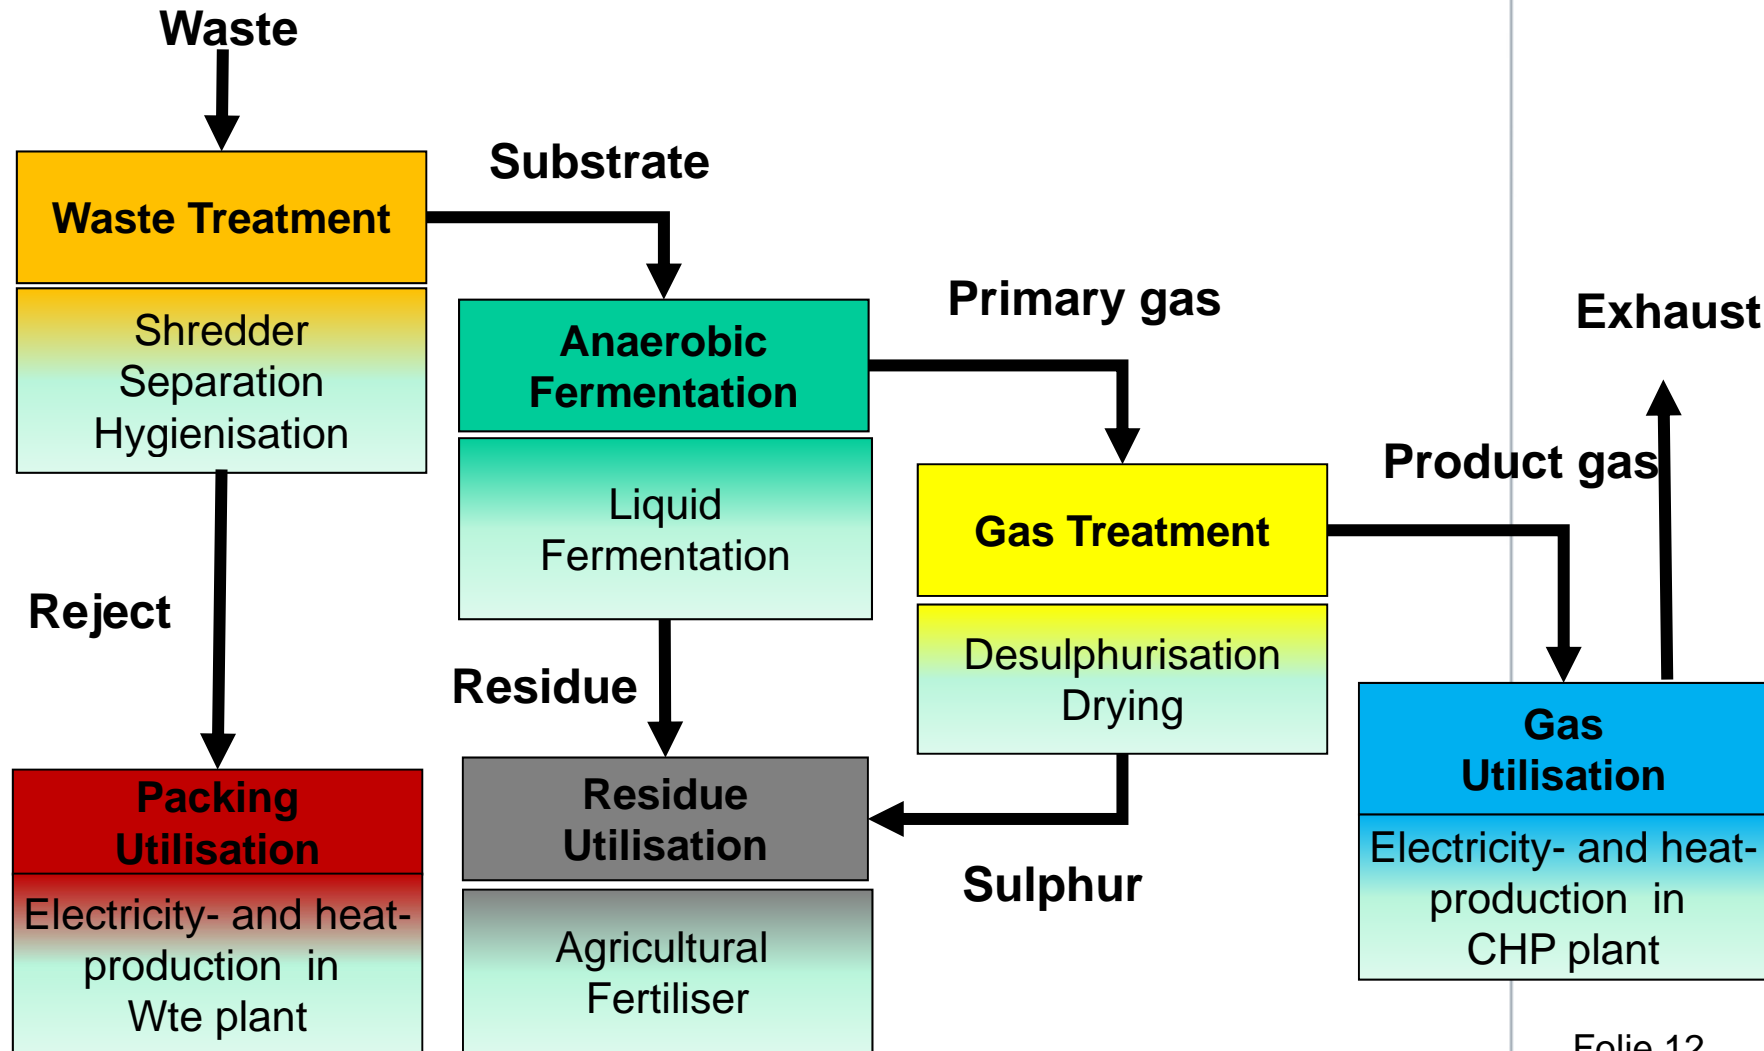 Waste
Waste Treatment
Shredder
Separation
Hygienisation
Substrate
Anaerobic
Fermentation
Liquid
Fermentation
Primary gas
Gas Treatment
Desulphurisation
Drying
Product gas
Exhaust
Gas
Utilisation
Electricity- and heat-
production in
CHP plant
Reject
Packing
Utilisation
Electricity- and heat-
production in
Wte plant
Residue
Residue
Utilisation
Agricultural
Fertiliser
Sulphur
Folie 12